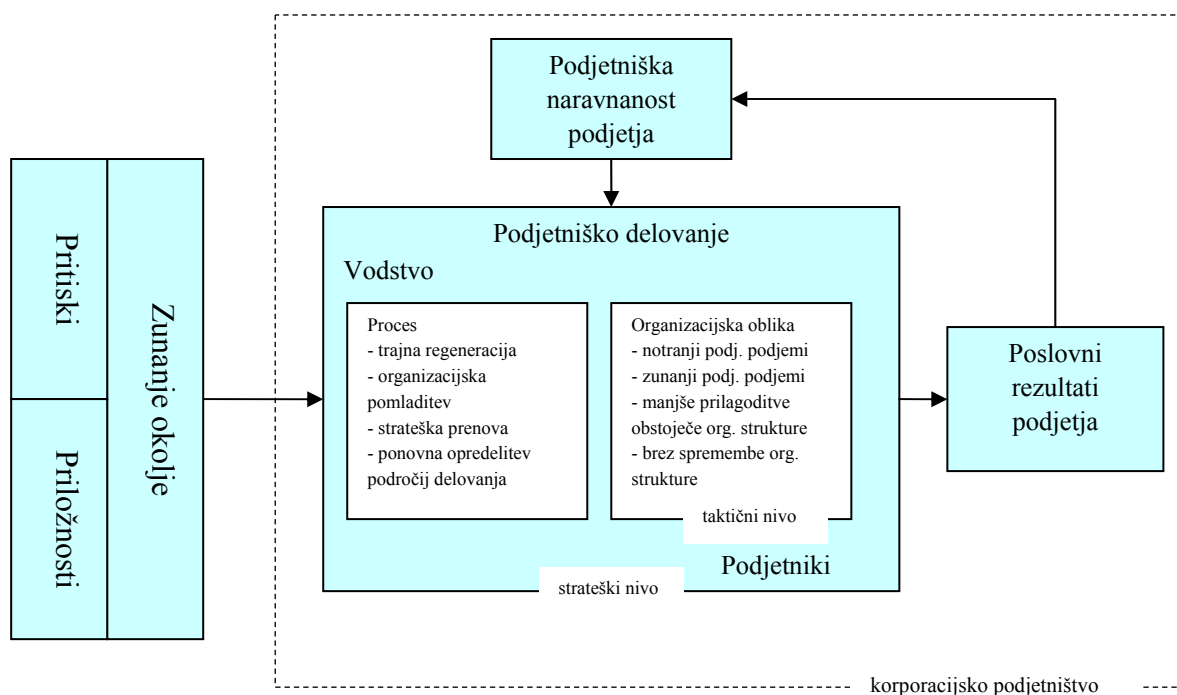 Podjetniška
naravnanost
podjetja
Pritiski
Priložnosti
Zunanje okolje
Podjetniško delovanje
Vodstvo
Proces
- trajna regeneracija
- organizacijska
pomladitev
- strateška prenova
- ponovna opredelitev
področij delovanja
Organizacijska oblika
- notranji podj. podjemi
- zunanji podj. podjemi
- manjše prilagoditve
obstoječe org. strukture
- brez spremembe org.
strukture
taktični nivo
Podjetniki
strateški nivo
Poslovni
rezultati
podjetja
korporacijsko podjetništvo